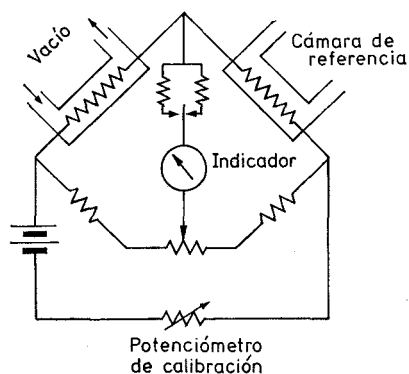 Vacío
Cámara de
referencia
Indicador
Potenciómetro
de calibración